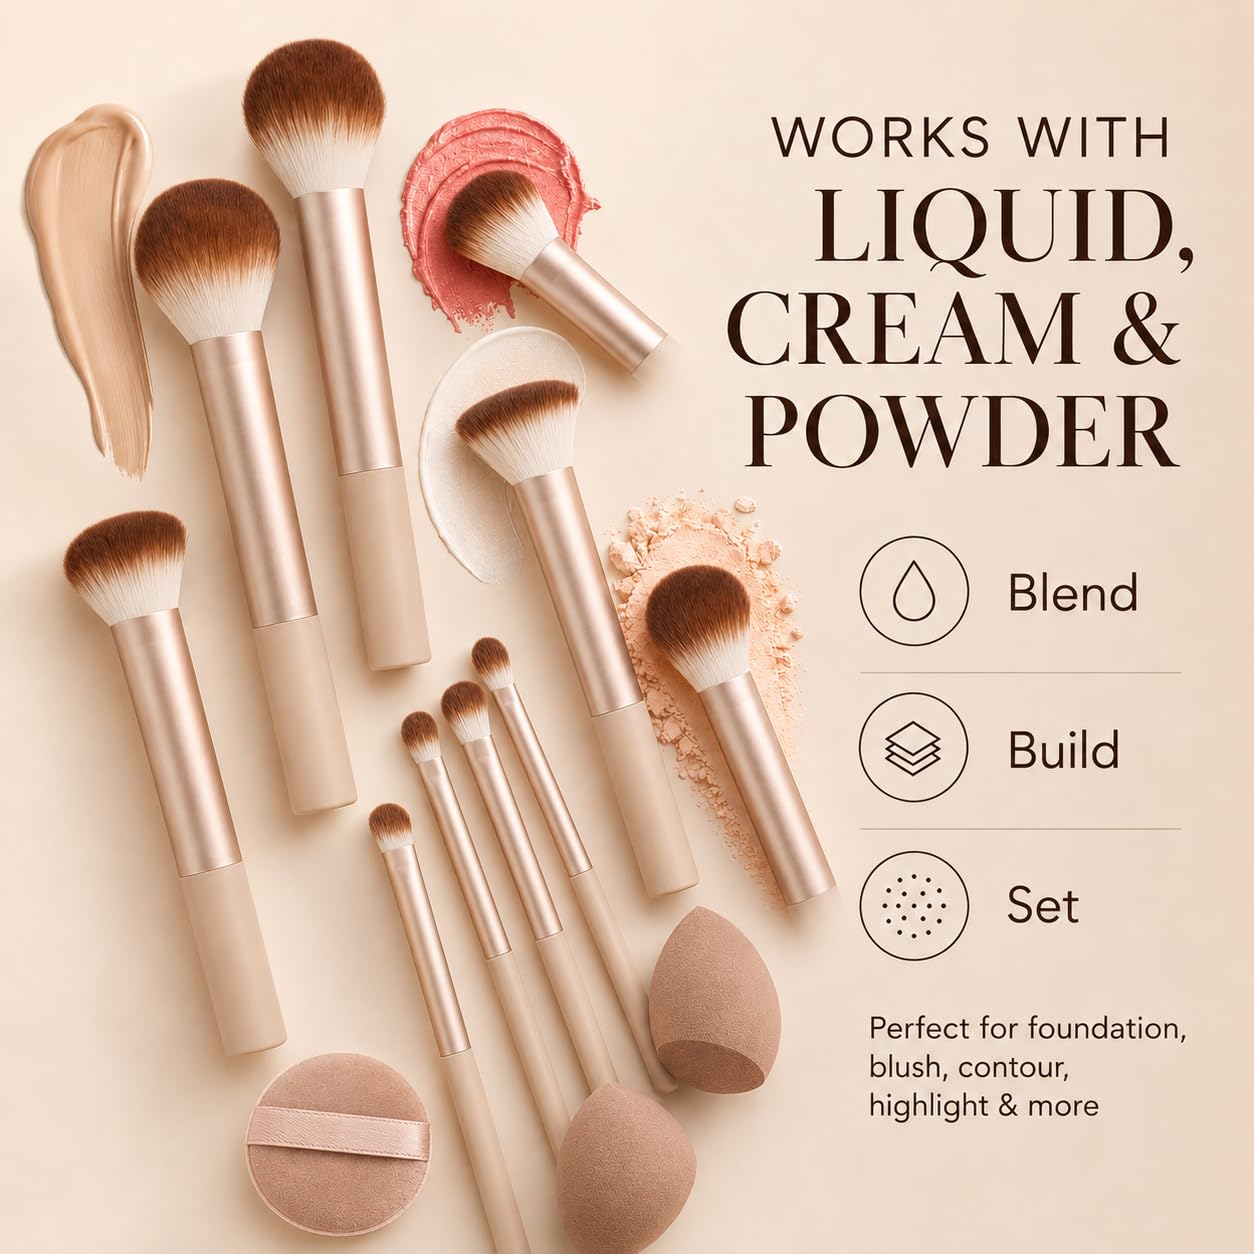 WORKS WITH
LIQUID,
CREAM &
POWDER
Blend
Build
Set
Perfect for foundation,
blush, contour,
highlight & more